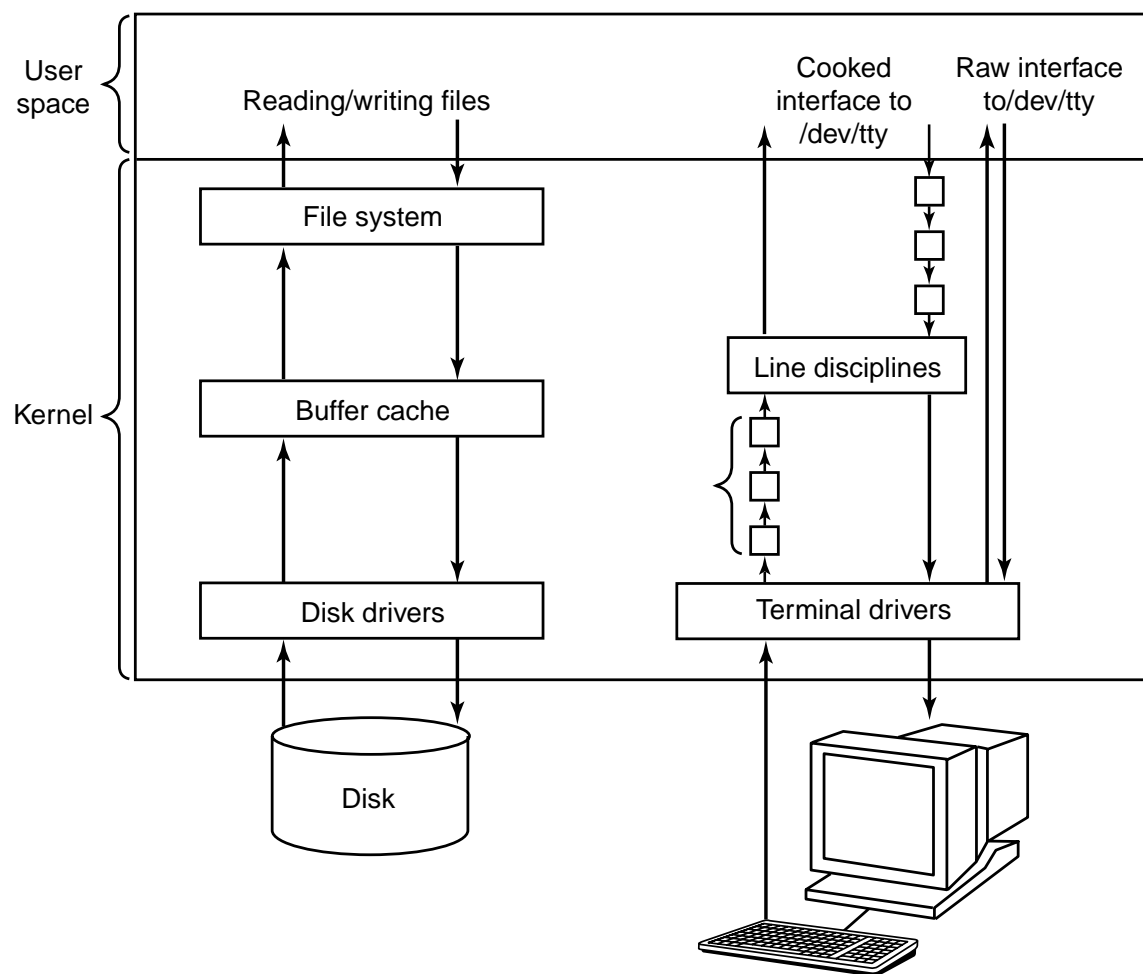 User
space
Reading/writing files
Cooked
interface to
/dev/tty
Raw interface
to/dev/tty
Kernel
File system
Buffer cache
Disk drivers
Line disciplines
Terminal drivers
Disk